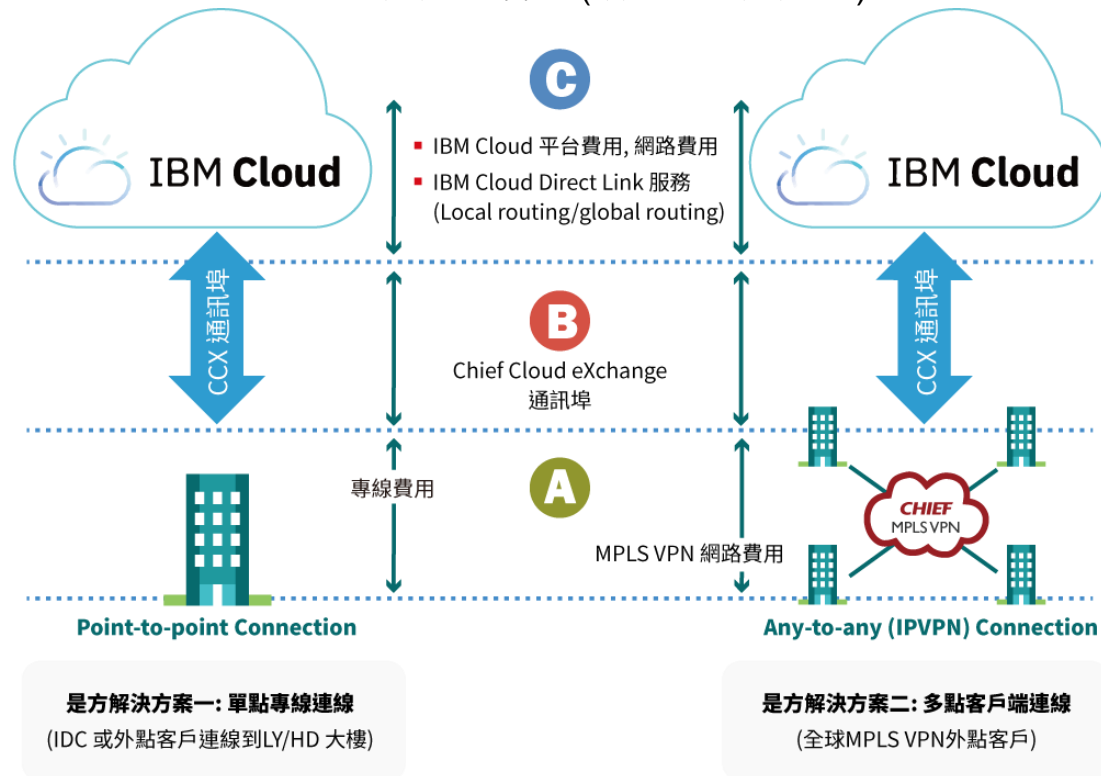 IBM Cloud
C
▪ IBM Cloud 平台費用, 網路費用
▪ IBM Cloud Direct Link 服務
(Local routing/global routing)
IBM Cloud
CCX 通訊埠
B
Chief Cloud eXchange
通訊埠
CCX 通訊埠
專線費用
A
MPLS VPN 網路費用
CHIEF
MPLS VPN
Point-to-point Connection
Any-to-any (IPVPN) Connection
是方解決方案一: 單點專線連線
(IDC 或外點客戶連線到LY/HD 大樓)
是方解決方案二: 多點客戶端連線
(全球MPLS VPN外點客戶)